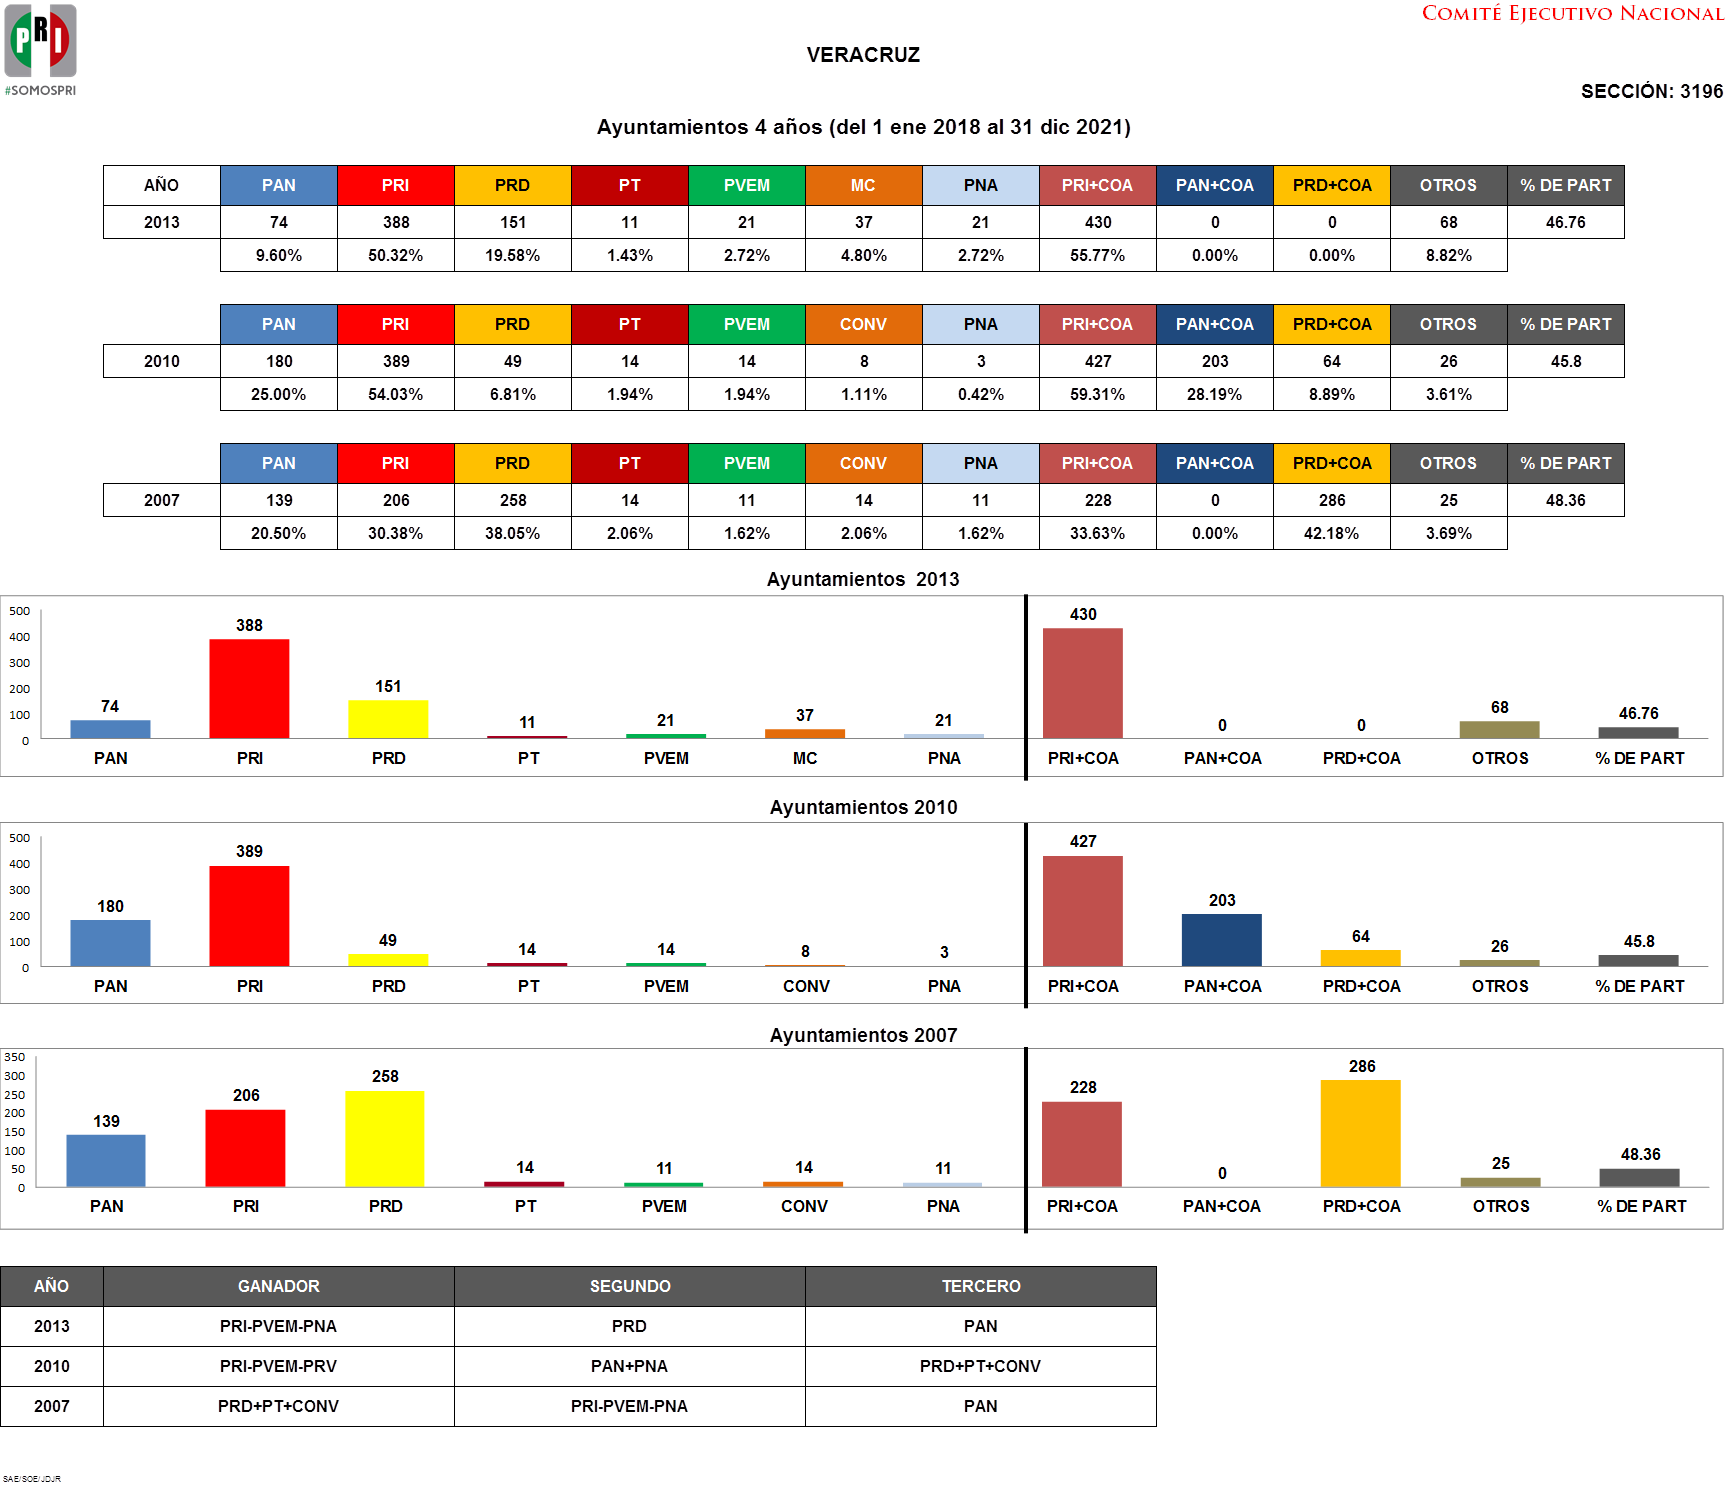 PRI
#SOMOSPRI
COMITÉ EJECUTIVO NACIONAL
VERACRUZ
SECCIÓN: 3196
Ayuntamientos 4 años (del 1 ene 2018 al 31 dic 2021)
AÑO PAN PRI PRD PT PVEM MC PNA PRI+COA PAN+COA PRD+COA OTROS % DE PART
2013 74 388 151 11 21 37 21 430 0 0 68 46.76
9.60% 50.32% 19.58% 1.43% 2.72% 4.80% 2.72% 55.77% 0.00% 0.00% 8.82%
PAN PRI PRD PT PVEM CONV PNA PRI+COA PAN+COA PRD+COA OTROS % DE PART
2010 180 389 49 14 14 8 3 427 203 64 26 45.8
25.00% 54.03% 6.81% 1.94% 1.94% 1.11% 0.42% 59.31% 28.19% 8.89% 3.61%
PAN PRI PRD PT PVEM CONV PNA PRI+COA PAN+COA PRD+COA OTROS % DE PART
2007 139 206 258 14 11 14 11 228 0 286 25 48.36
20.50% 30.38% 38.05% 2.06% 1.62% 2.06% 1.62% 33.63% 0.00% 42.18% 3.69%
Ayuntamientos 2013
500
400
300
200
100
0
74 388 151 11 21 37 21 430 0 0 68 46.76
PAN PRI PRD PT PVEM MC PNA PRI+COA PAN+COA PRD+COA OTROS % DE PART
Ayuntamientos 2010
500
400
300
200
100
0
180 389 49 14 14 8 3 427 203 64 26 45.8
PAN PRI PRD PT PVEM CONV PNA PRI+COA PAN+COA PRD+COA OTROS % DE PART
Ayuntamientos 2007
350
300
250
200
150
100
50
0
139 206 258 14 11 14 11 228 0 286 25 48.36
PAN PRI PRD PT PVEM CONV PNA PRI+COA PAN+COA PRD+COA OTROS % DE PART
AÑO GANADOR SEGUNDO TERCERO
2013 PRI-PVEM-PNA PRD PAN
2010 PRI-PVEM-PRV PAN+PNA PRD+PT+CONV
2007 PRD+PT+CONV PRI-PVEM-PNA PAN
SAE/SOE/JDJR